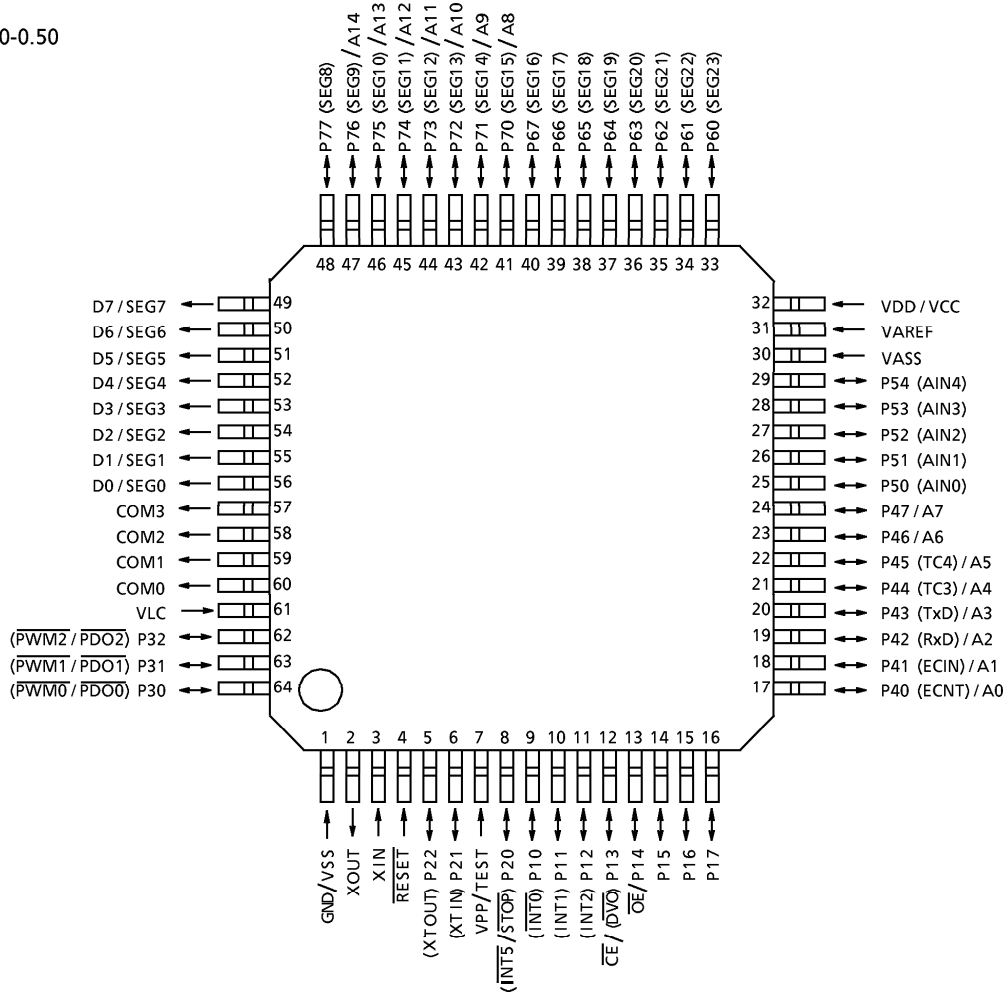 0-0.50
P77 (SEG8)
P76 (SEG9) / A14
P75 (SEG10) / A13
P74 (SEG11) / A12
P73 (SEG12) / A11
P72 (SEG13) / A10
P71 (SEG14) / A9
P70 (SEG15) / A8
P67 (SEG16)
P66 (SEG17)
P65 (SEG18)
P64 (SEG19)
P63 (SEG20)
P62 (SEG21)
P61 (SEG22)
P60 (SEG23)
48 47 46 45 44 43 42 41 40 39 38 37 36 35 34 33
D7 / SEG7 49
D6 / SEG6 50
D5 / SEG5 51
D4 / SEG4 52
D3 / SEG3 53
D2 / SEG2 54
D1 / SEG1 55
D0 / SEG0 56
COM3 57
COM2 58
COM1 59
COM0 60
VLC 61
(PWM2 / PDO2) P32 62
(PWM1 / PDO1) P31 63
(PWM0 / PDO0) P30 64
32 VDD / VCC
31 VAREF
30 VASS
29 P54 (AIN4)
28 P53 (AIN3)
27 P52 (AIN2)
26 P51 (AIN1)
25 P50 (AIN0)
24 P47 / A7
23 P46 / A6
22 P45 (TC4) / A5
21 P44 (TC3) / A4
20 P43 (TxD) / A3
19 P42 (RxD) / A2
18 P41 (ECIN) / A1
17 P40 (ECNT) / A0
1 2 3 4 5 6 7 8 9 10 11 12 13 14 15 16
GND/VSS
XOUT
XIN
RESET
(XTOUT) P22
(XTIN) P21
VPP/TEST
(INT5 / STOP) P20
(INT0) P10
(INT1) P11
(INT2) P12
CE / (DVO) P13
OE/ P14
P15
P16
P17